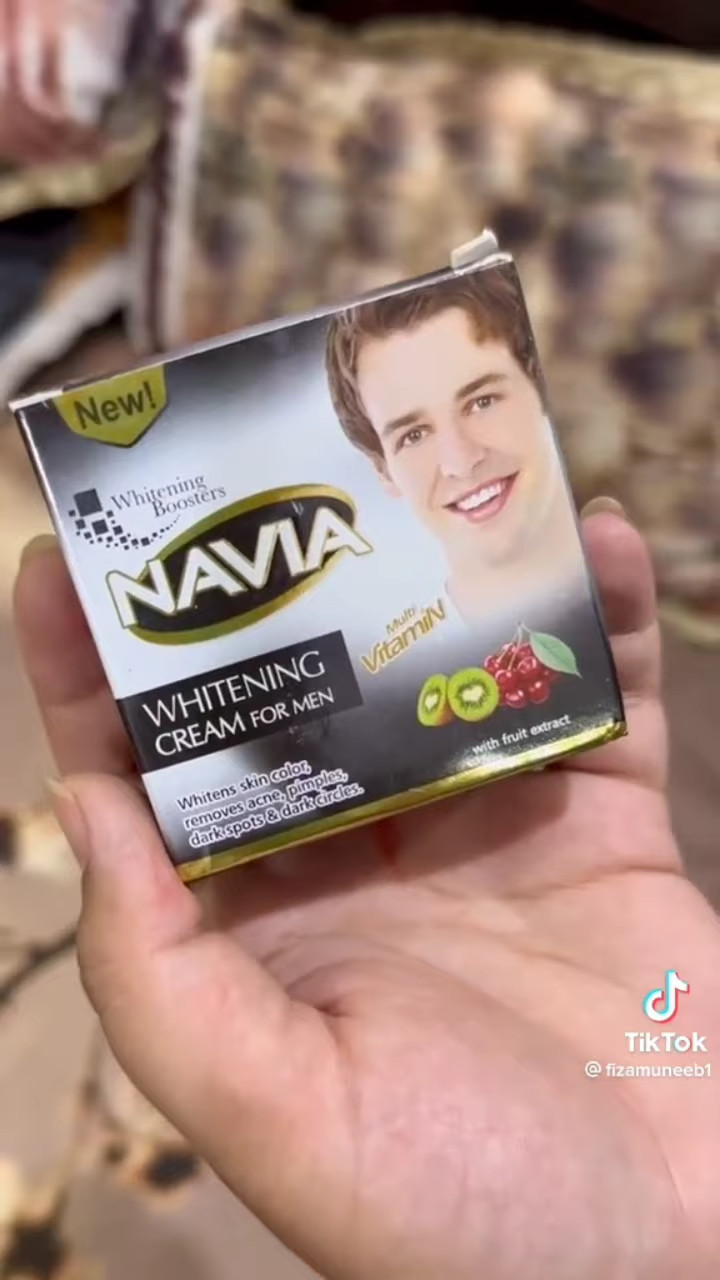 New!
Whitening
Boosters
NAVIA
Multi
VitamiN
WHITENING
CREAM FOR MEN
with fruit extract
Whitens skin color,
removes acne, pimples,
dark spots & dark circles.
TikTok
@fizamuneeb1